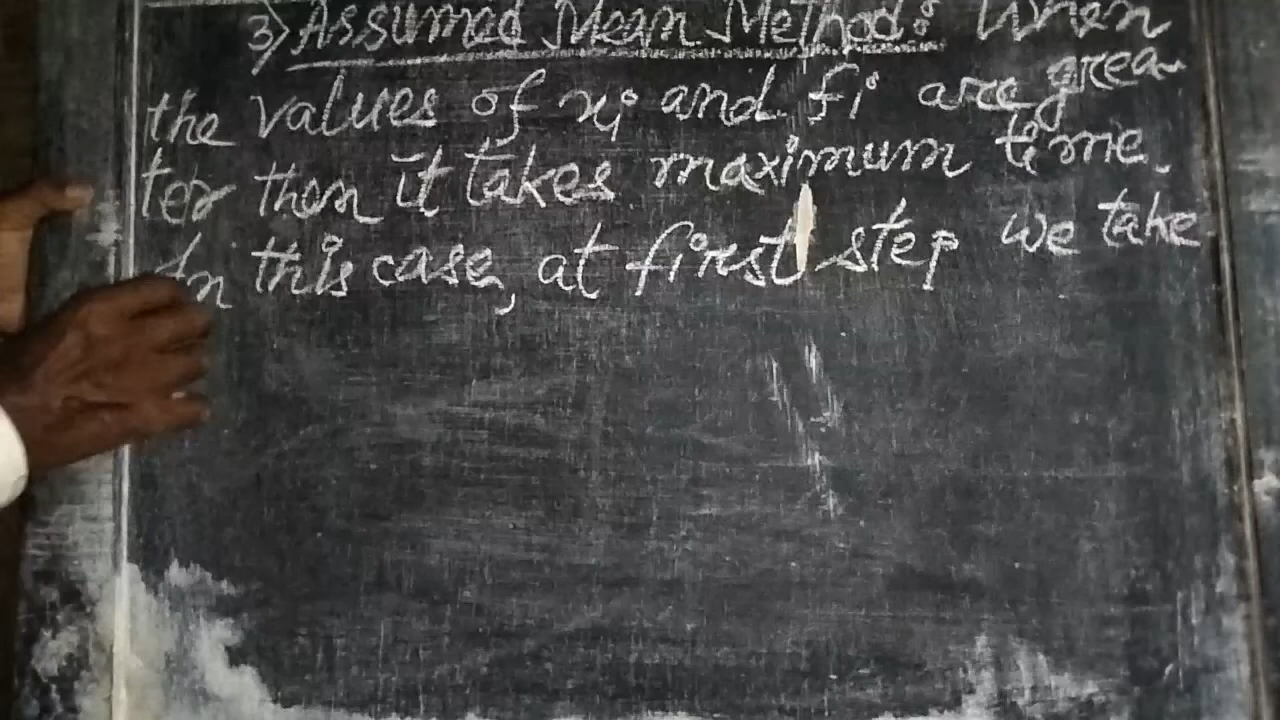 3) Assumed Mean Method: When
the values of xi and fi are grea-
ter then it takes maximum time.
In this case, at first step we take